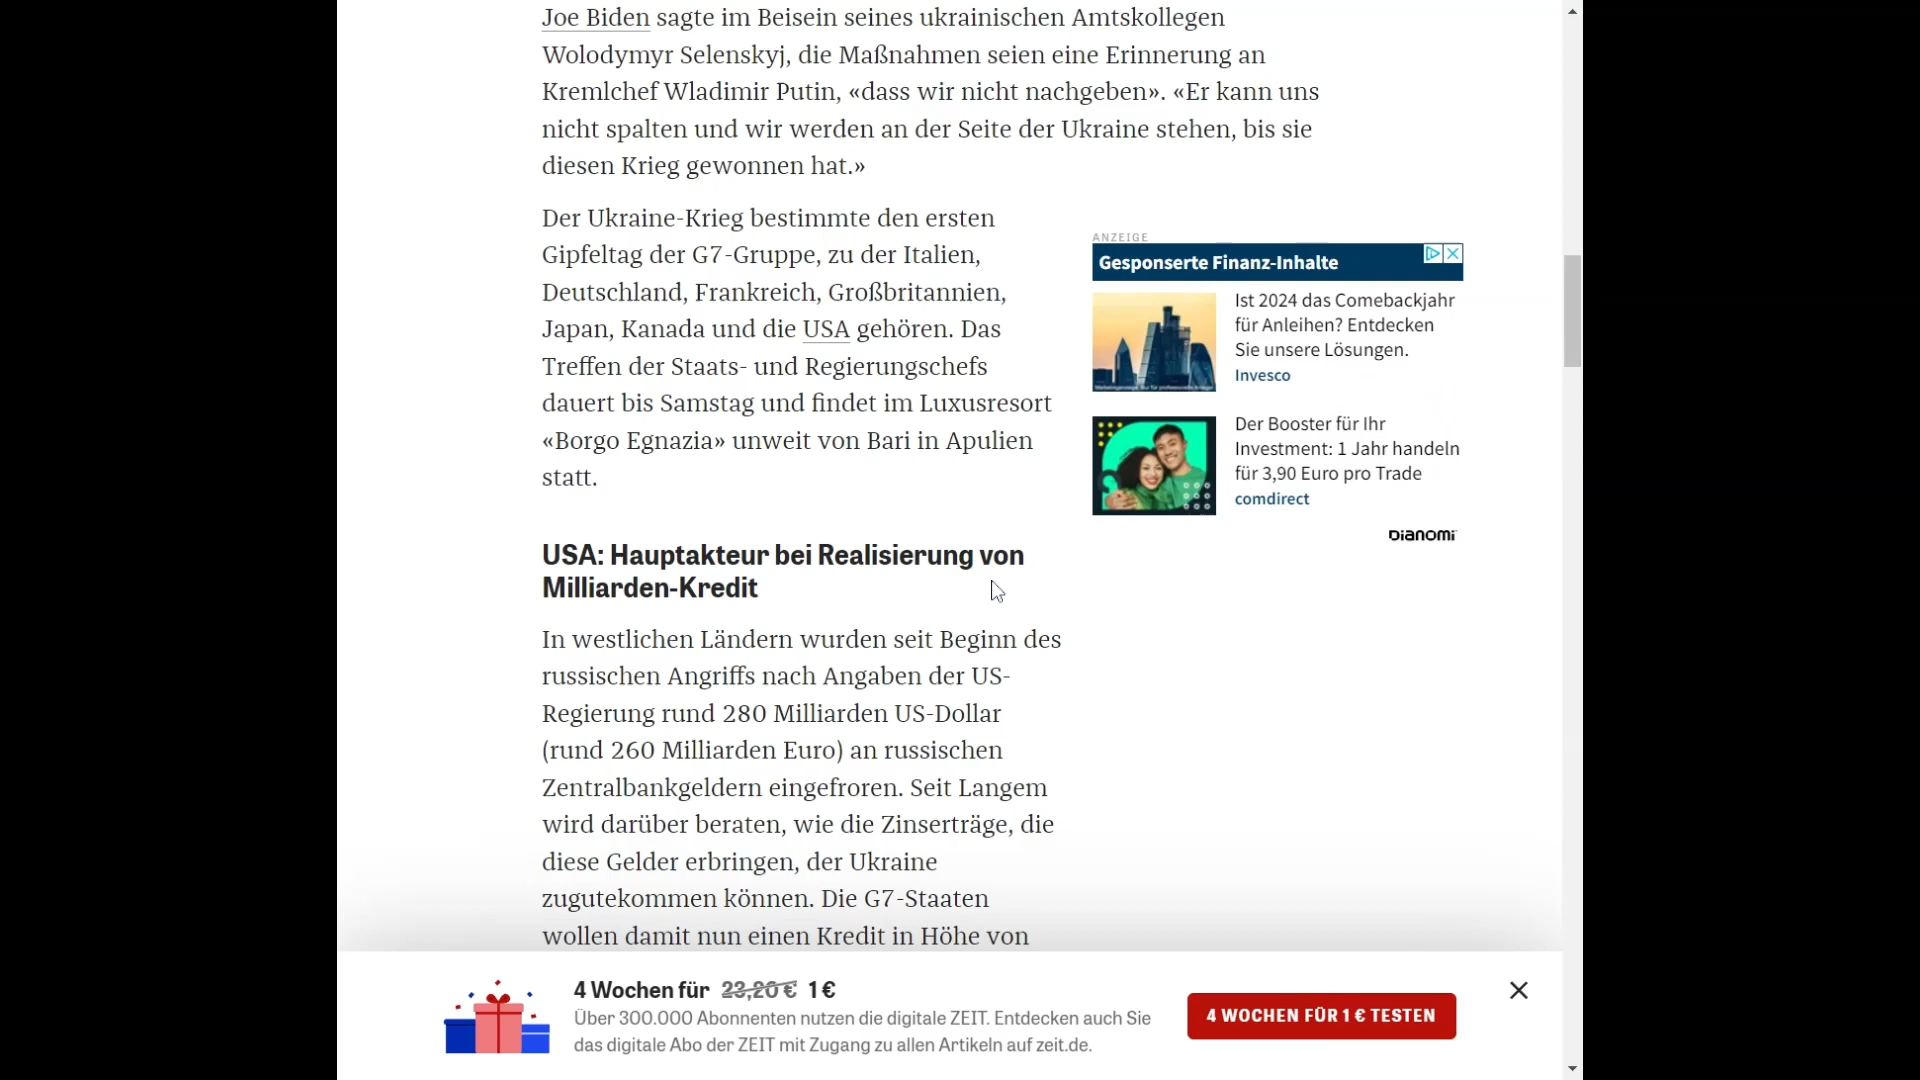 Joe Biden sagte im Beisein seines ukrainischen Amtskollegen
Wolodymyr Selenskyj, die Maßnahmen seien eine Erinnerung an
Kremlchef Wladimir Putin, «dass wir nicht nachgeben». «Er kann uns
nicht spalten und wir werden an der Seite der Ukraine stehen, bis sie
diesen Krieg gewonnen hat.»
Der Ukraine-Krieg bestimmte den ersten
Gipfeltag der G7-Gruppe, zu der Italien,
Deutschland, Frankreich, Großbritannien,
Japan, Kanada und die USA gehören. Das
Treffen der Staats- und Regierungschefs
dauert bis Samstag und findet im Luxusresort
«Borgo Egnazia» unweit von Bari in Apulien
statt.
ANZEIGE
Gesponserte Finanz-Inhalte
Ist 2024 das Comebackjahr
für Anleihen? Entdecken
Sie unsere Lösungen.
Invesco
Der Booster für Ihr
Investment: 1 Jahr handeln
für 3,90 Euro pro Trade
comdirect
Dianomi
USA: Hauptakteur bei Realisierung von
Milliarden-Kredit
In westlichen Ländern wurden seit Beginn des
russischen Angriffs nach Angaben der US-
Regierung rund 280 Milliarden US-Dollar
(rund 260 Milliarden Euro) an russischen
Zentralbankgeldern eingefroren. Seit Langem
wird darüber beraten, wie die Zinserträge, die
diese Gelder erbringen, der Ukraine
zugutekommen können. Die G7-Staaten
wollen damit nun einen Kredit in Höhe von
4 Wochen für 23,20 € 1 €
Über 300.000 Abonnenten nutzen die digitale ZEIT. Entdecken auch Sie
das digitale Abo der ZEIT mit Zugang zu allen Artikeln auf zeit.de.
4 WOCHEN FÜR 1 € TESTEN